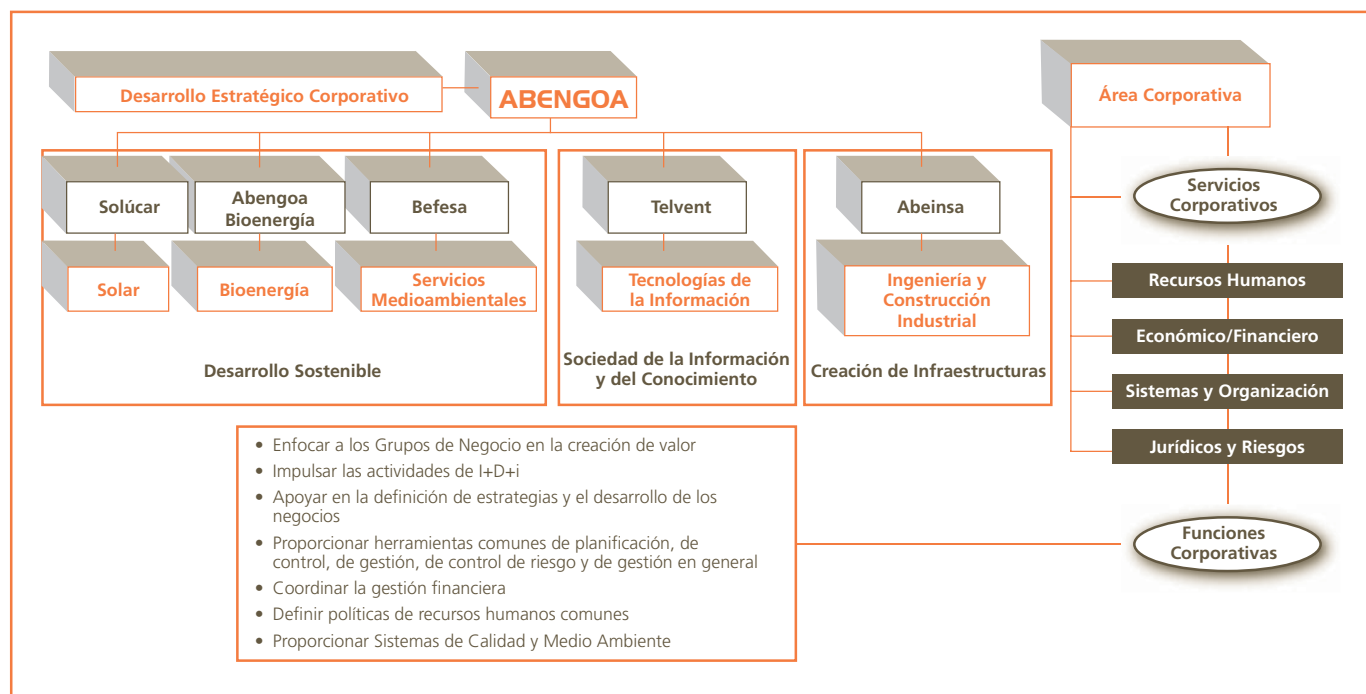 Desarrollo Estratégico Corporativo
ABENGOA
Solúcar
Abengoa
Bioenergía
Befesa
Telvent
Abeinsa
Solar
Bioenergía
Servicios
Medioambientales
Tecnologías de
la Información
Ingeniería y
Construcción
Industrial
Desarrollo Sostenible
Sociedad de la Información
y del Conocimiento
Creación de Infraestructuras
Área Corporativa
Servicios
Corporativos
Recursos Humanos
Económico/Financiero
Sistemas y Organización
Jurídicos y Riesgos
Funciones
Corporativas
• Enfocar a los Grupos de Negocio en la creación de valor
• Impulsar las actividades de I+D+i
• Apoyar en la definición de estrategias y el desarrollo de los
negocios
• Proporcionar herramientas comunes de planificación, de
control, de gestión, de control de riesgo y de gestión en general
• Coordinar la gestión financiera
• Definir políticas de recursos humanos comunes
• Proporcionar Sistemas de Calidad y Medio Ambiente